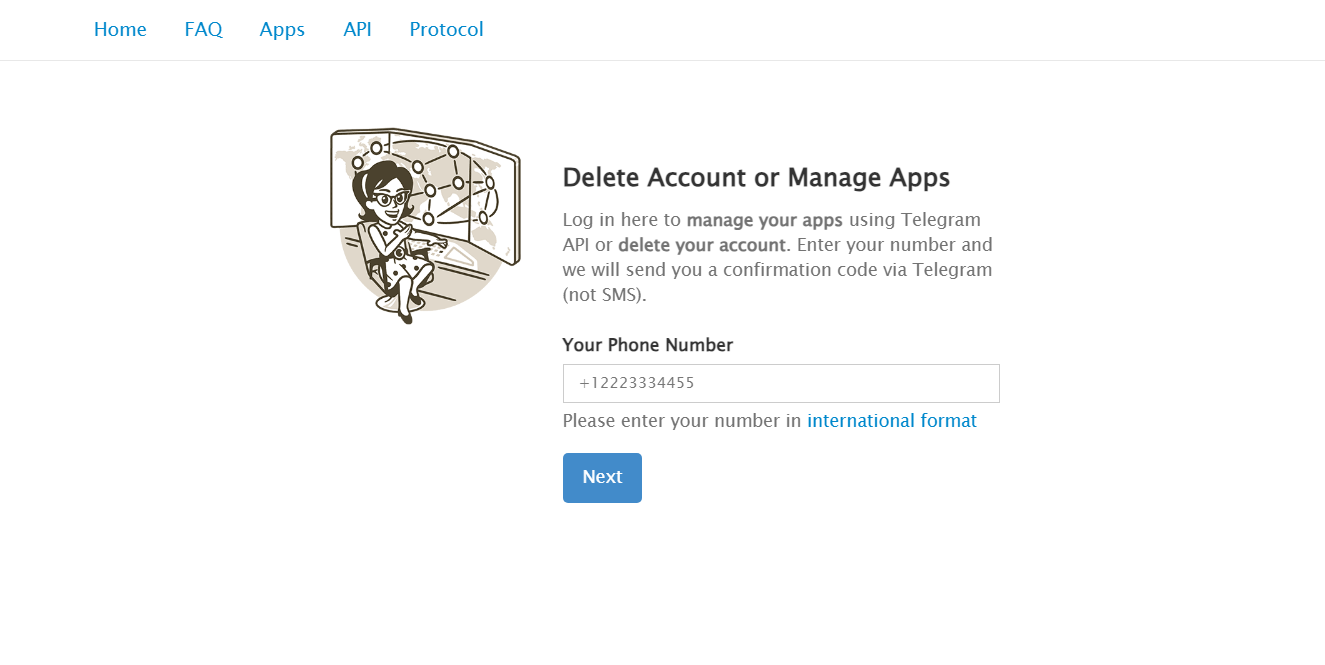 Home FAQ Apps API Protocol
Delete Account or Manage Apps
Log in here to manage your apps using Telegram
API or delete your account. Enter your number and
we will send you a confirmation code via Telegram
(not SMS).
Your Phone Number
+12223334455
Please enter your number in international format
Next